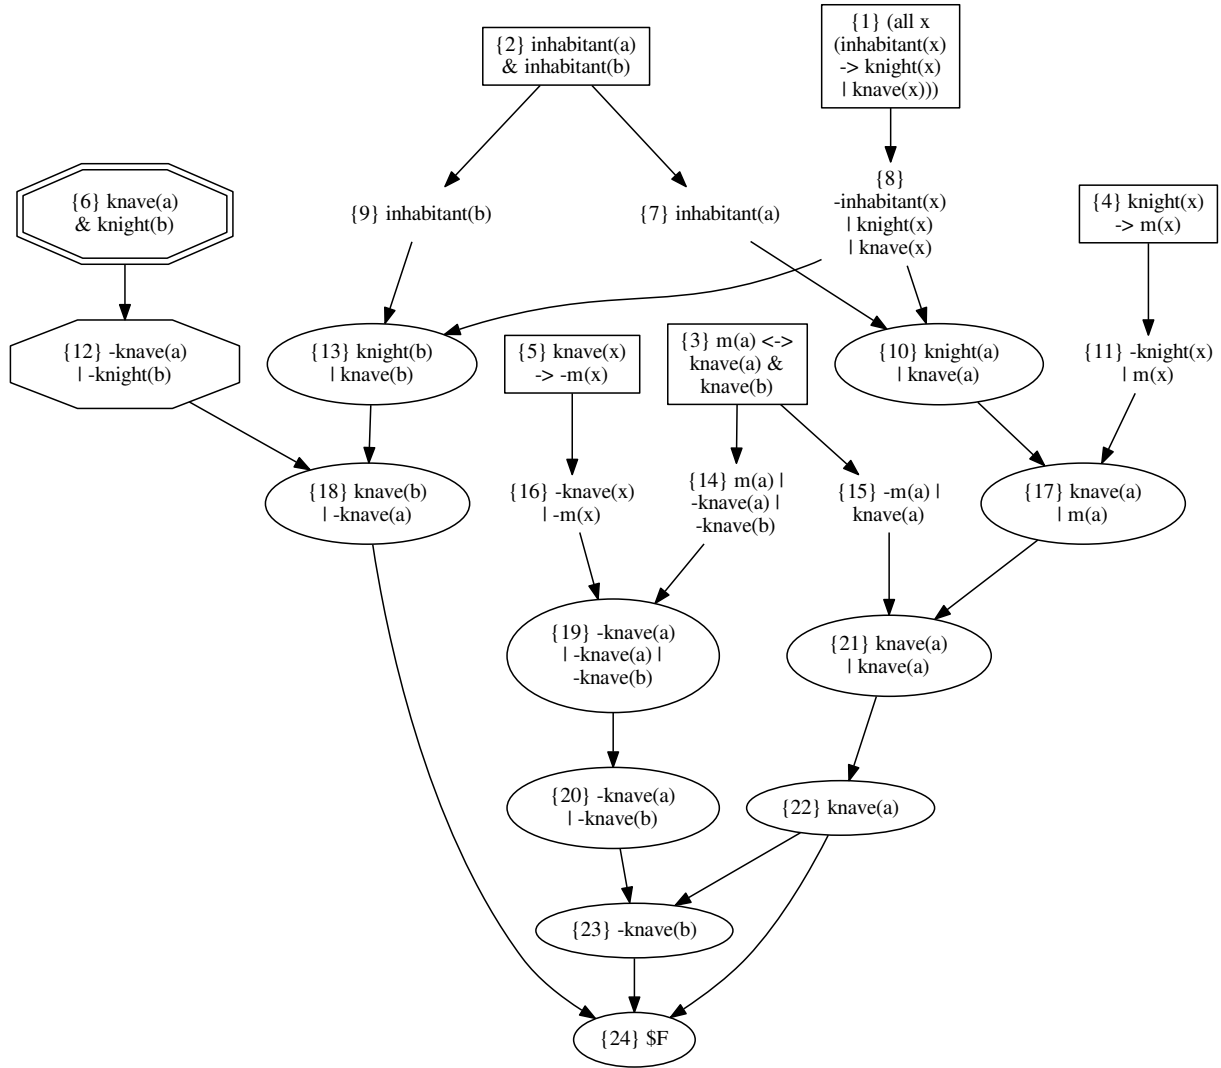 {2} inhabitant(a)
& inhabitant(b)
{1} (all x
(inhabitant(x)
-> knight(x)
| knave(x)))
{6} knave(a)
& knight(b)
{9} inhabitant(b)
{7} inhabitant(a)
{8}
-inhabitant(x)
| knight(x)
| knave(x)
{4} knight(x)
-> m(x)
{12} -knave(a)
| -knight(b)
{13} knight(b)
| knave(b)
{5} knave(x)
-> -m(x)
{3} m(a) <->
knave(a) &
knave(b)
{10} knight(a)
| knave(a)
{11} -knight(x)
| m(x)
{18} knave(b)
| -knave(a)
{16} -knave(x)
| -m(x)
{14} m(a) |
-knave(a) |
-knave(b)
{15} -m(a) |
knave(a)
{17} knave(a)
| m(a)
{19} -knave(a)
| -knave(a) |
-knave(b)
{21} knave(a)
| knave(a)
{20} -knave(a)
| -knave(b)
{22} knave(a)
{23} -knave(b)
{24} $F